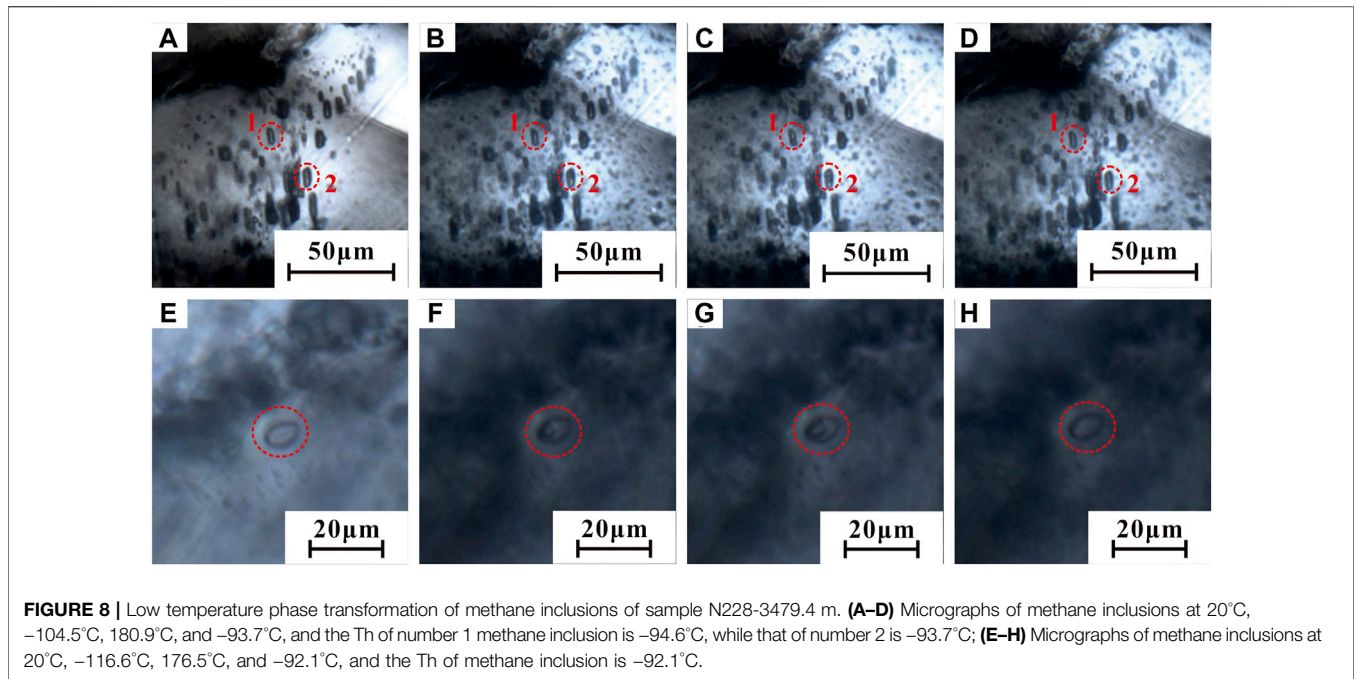 A B C D
1 1 1 1
2 2 2 2
50µm 50µm 50µm 50µm
E F G H
20µm 20µm 20µm 20µm
FIGURE 8 | Low temperature phase transformation of methane inclusions of sample N228-3479.4 m. (A–D) Micrographs of methane inclusions at 20°C,
−104.5°C, 180.9°C, and −93.7°C, and the Th of number 1 methane inclusion is −94.6°C, while that of number 2 is −93.7°C; (E–H) Micrographs of methane inclusions at
20°C, −116.6°C, 176.5°C, and −92.1°C, and the Th of methane inclusion is −92.1°C.